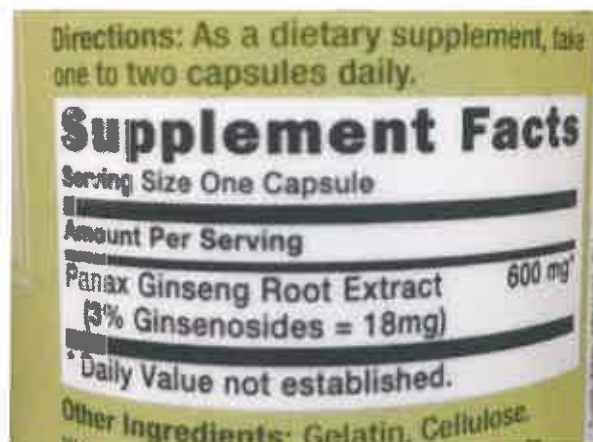 Directions: As a dietary supplement, take
one to two capsules daily.
Supplement Facts
Serving Size One Capsule
Amount Per Serving
Panax Ginseng Root Extract 600 mg*
(3% Ginsenosides = 18mg)
*Daily Value not established.
Other Ingredients: Gelatin, Cellulose.